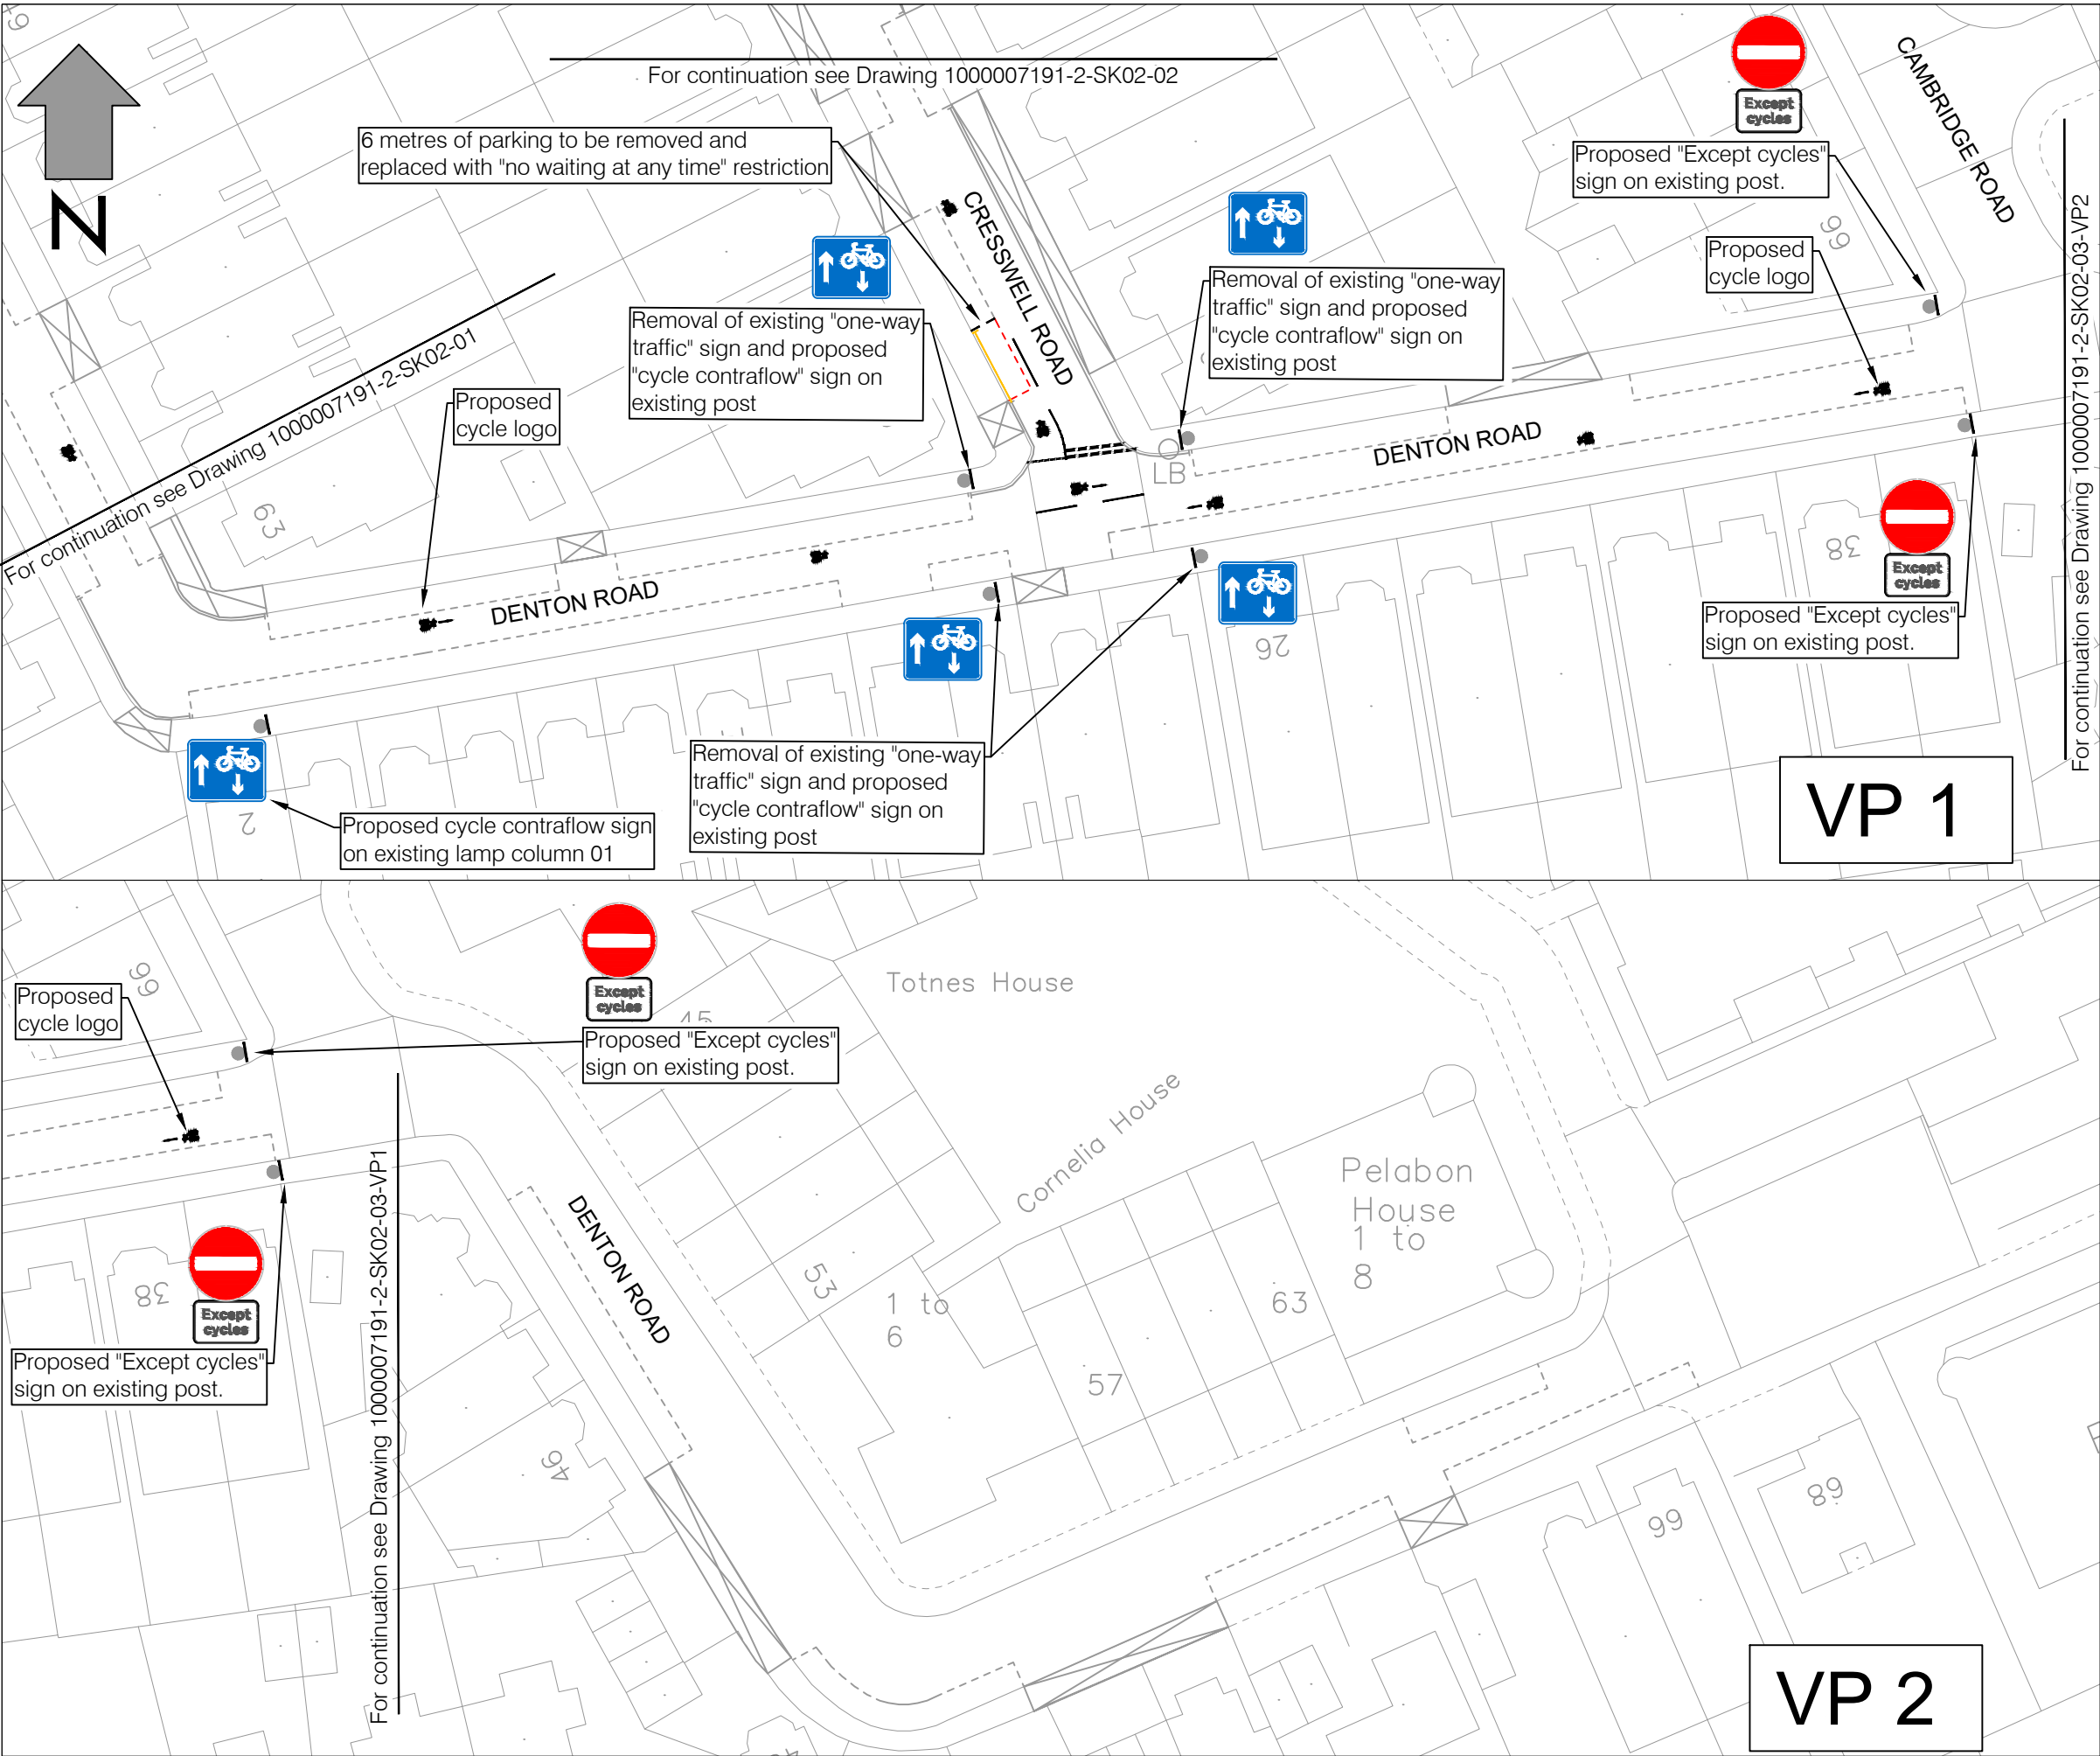 For continuation see Drawing 1000007191-2-SK02-02
N
6 metres of parking to be removed and
replaced with "no waiting at any time" restriction
CRESSWELL ROAD
CAMBRIDGE ROAD
Except
cycles
Proposed "Except cycles"
sign on existing post.
66
Proposed
cycle logo
For continuation see Drawing 1000007191-2-SK02-03-VP2
Removal of existing "one-way
traffic" sign and proposed
"cycle contraflow" sign on
existing post
Removal of existing "one-way
traffic" sign and proposed
"cycle contraflow" sign on
existing post
For continuation see Drawing 1000007191-2-SK02-01
Proposed
cycle logo
63
LB
DENTON ROAD
DENTON ROAD
38
Except
cycles
Proposed "Except cycles"
sign on existing post.
26
Removal of existing "one-way
traffic" sign and proposed
"cycle contraflow" sign on
existing post
2
Proposed cycle contraflow sign
on existing lamp column 01
VP 1
Except
cycles
45
Proposed "Except cycles"
sign on existing post.
66
Proposed
cycle logo
Totnes House
Cornelia House
Pelabon
House
1 to
8
DENTON ROAD
53
1 to
6
57
63
38
Except
cycles
Proposed "Except cycles"
sign on existing post.
For continuation see Drawing 1000007191-2-SK02-03-VP1
46
66
68
VP 2